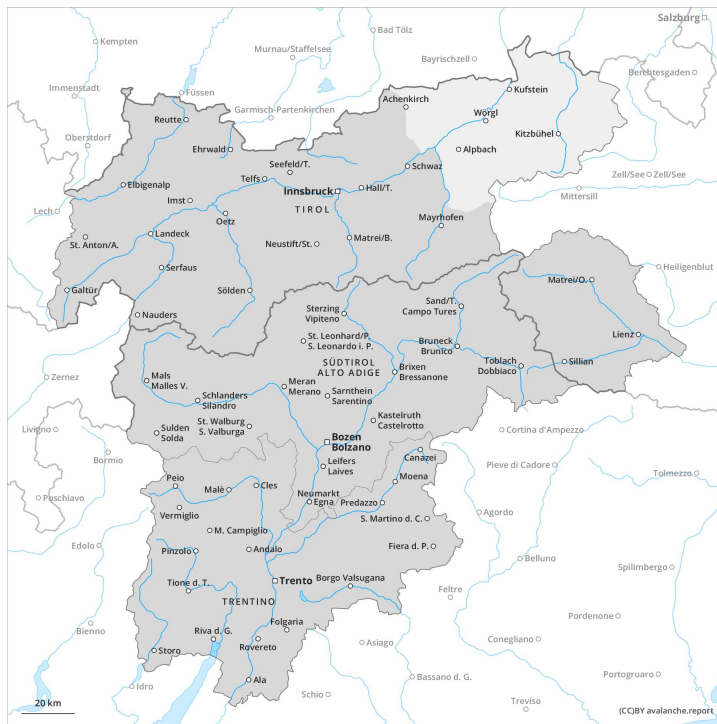 Salzburg
Kempten
Bad Tölz
Murnau/Staffelsee
Bayrischzell
Berchtesgaden
Immenstadt
Füssen
Garmisch-Partenkirchen
Achenkirch
Kufstein
Wörgl
Reutte
Oberstdorf
Kitzbühel
Ehrwald
Alpbach
Seefeld/T.
Schwaz
Telfs
Zell/See
Zell/See
Elbigenalp
Innsbruck
Hall/T.
Imst
Mittersill
TIROL
Lech
Oetz
Mayrhofen
St. Anton/A.
Landeck
Neustift/St.
Matrei/B.
Serfaus
Heiligenblut
Matrei/O.
Galtür
Sölden
Nauders
Sand/T.
Campo Tures
Sterzing
Vipiteno
Lienz
St. Leonhard/P.
S. Leonardo i. P.
Bruneck
Brunico
Toblach
Dobbiaco
Sillian
SÜDTIROL
ALTO ADIGE
Brixen
Bressanone
Zernez
Mals
Malles V.
Meran
Merano
Sarnthein
Sarentino
Schlanders
Silandro
Kastelruth
Castelrotto
St. Walburg
S. Valburga
Livigno
Sulden
Solda
Cortina d'Ampezzo
Bozen
Bolzano
Bormio
Canazei
Leifers
Laives
Pieve di Cadore
Tolmezzo
Peio
Malè
Cles
Moena
Neumarkt
Egna
Predazzo
Poschiavo
Vermiglio
Agordo
S. Martino d. C.
M. Campiglio
Edolo
Pinzolo
Andalo
Fiera d. P.
Belluno
Spilimbergo
Tione d. T.
Trento
Borgo Valsugana
Feltre
TRENTINO
Pordenone
Folgaria
Bienno
Riva d. G.
Rovereto
Asiago
Conegliano
Storo
Ala
Bassano d. G.
Portogruaro
Idro
Schio
Treviso
20 km
(CC)BY avalanche.report